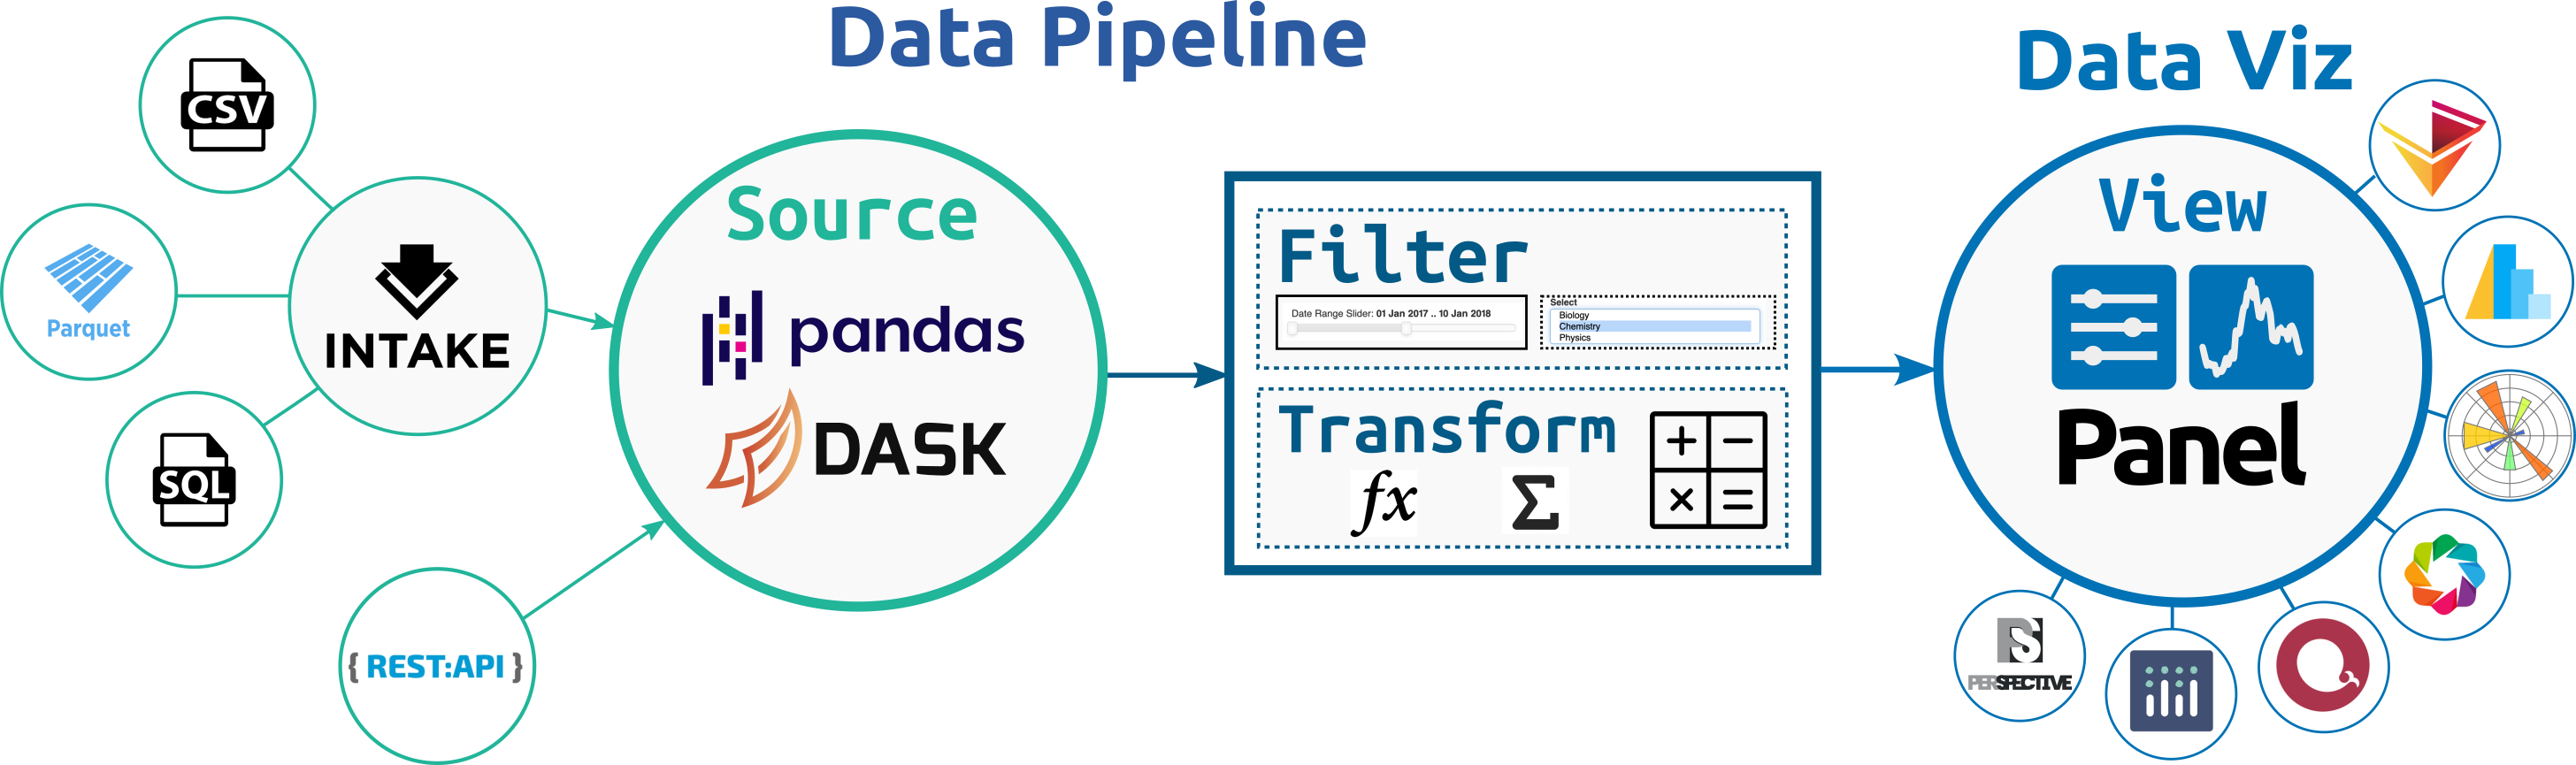 Data Pipeline
Data Viz
CSV
Parquet
SQL
INTAKE
{ REST:API }
Source
pandas
DASK
Filter
Date Range Slider: 01 Jan 2017 .. 10 Jan 2018
Select
Biology
Chemistry
Physics
Transform
fx
Σ
+ −
× =
View
Panel
PS
PERSPECTIVE